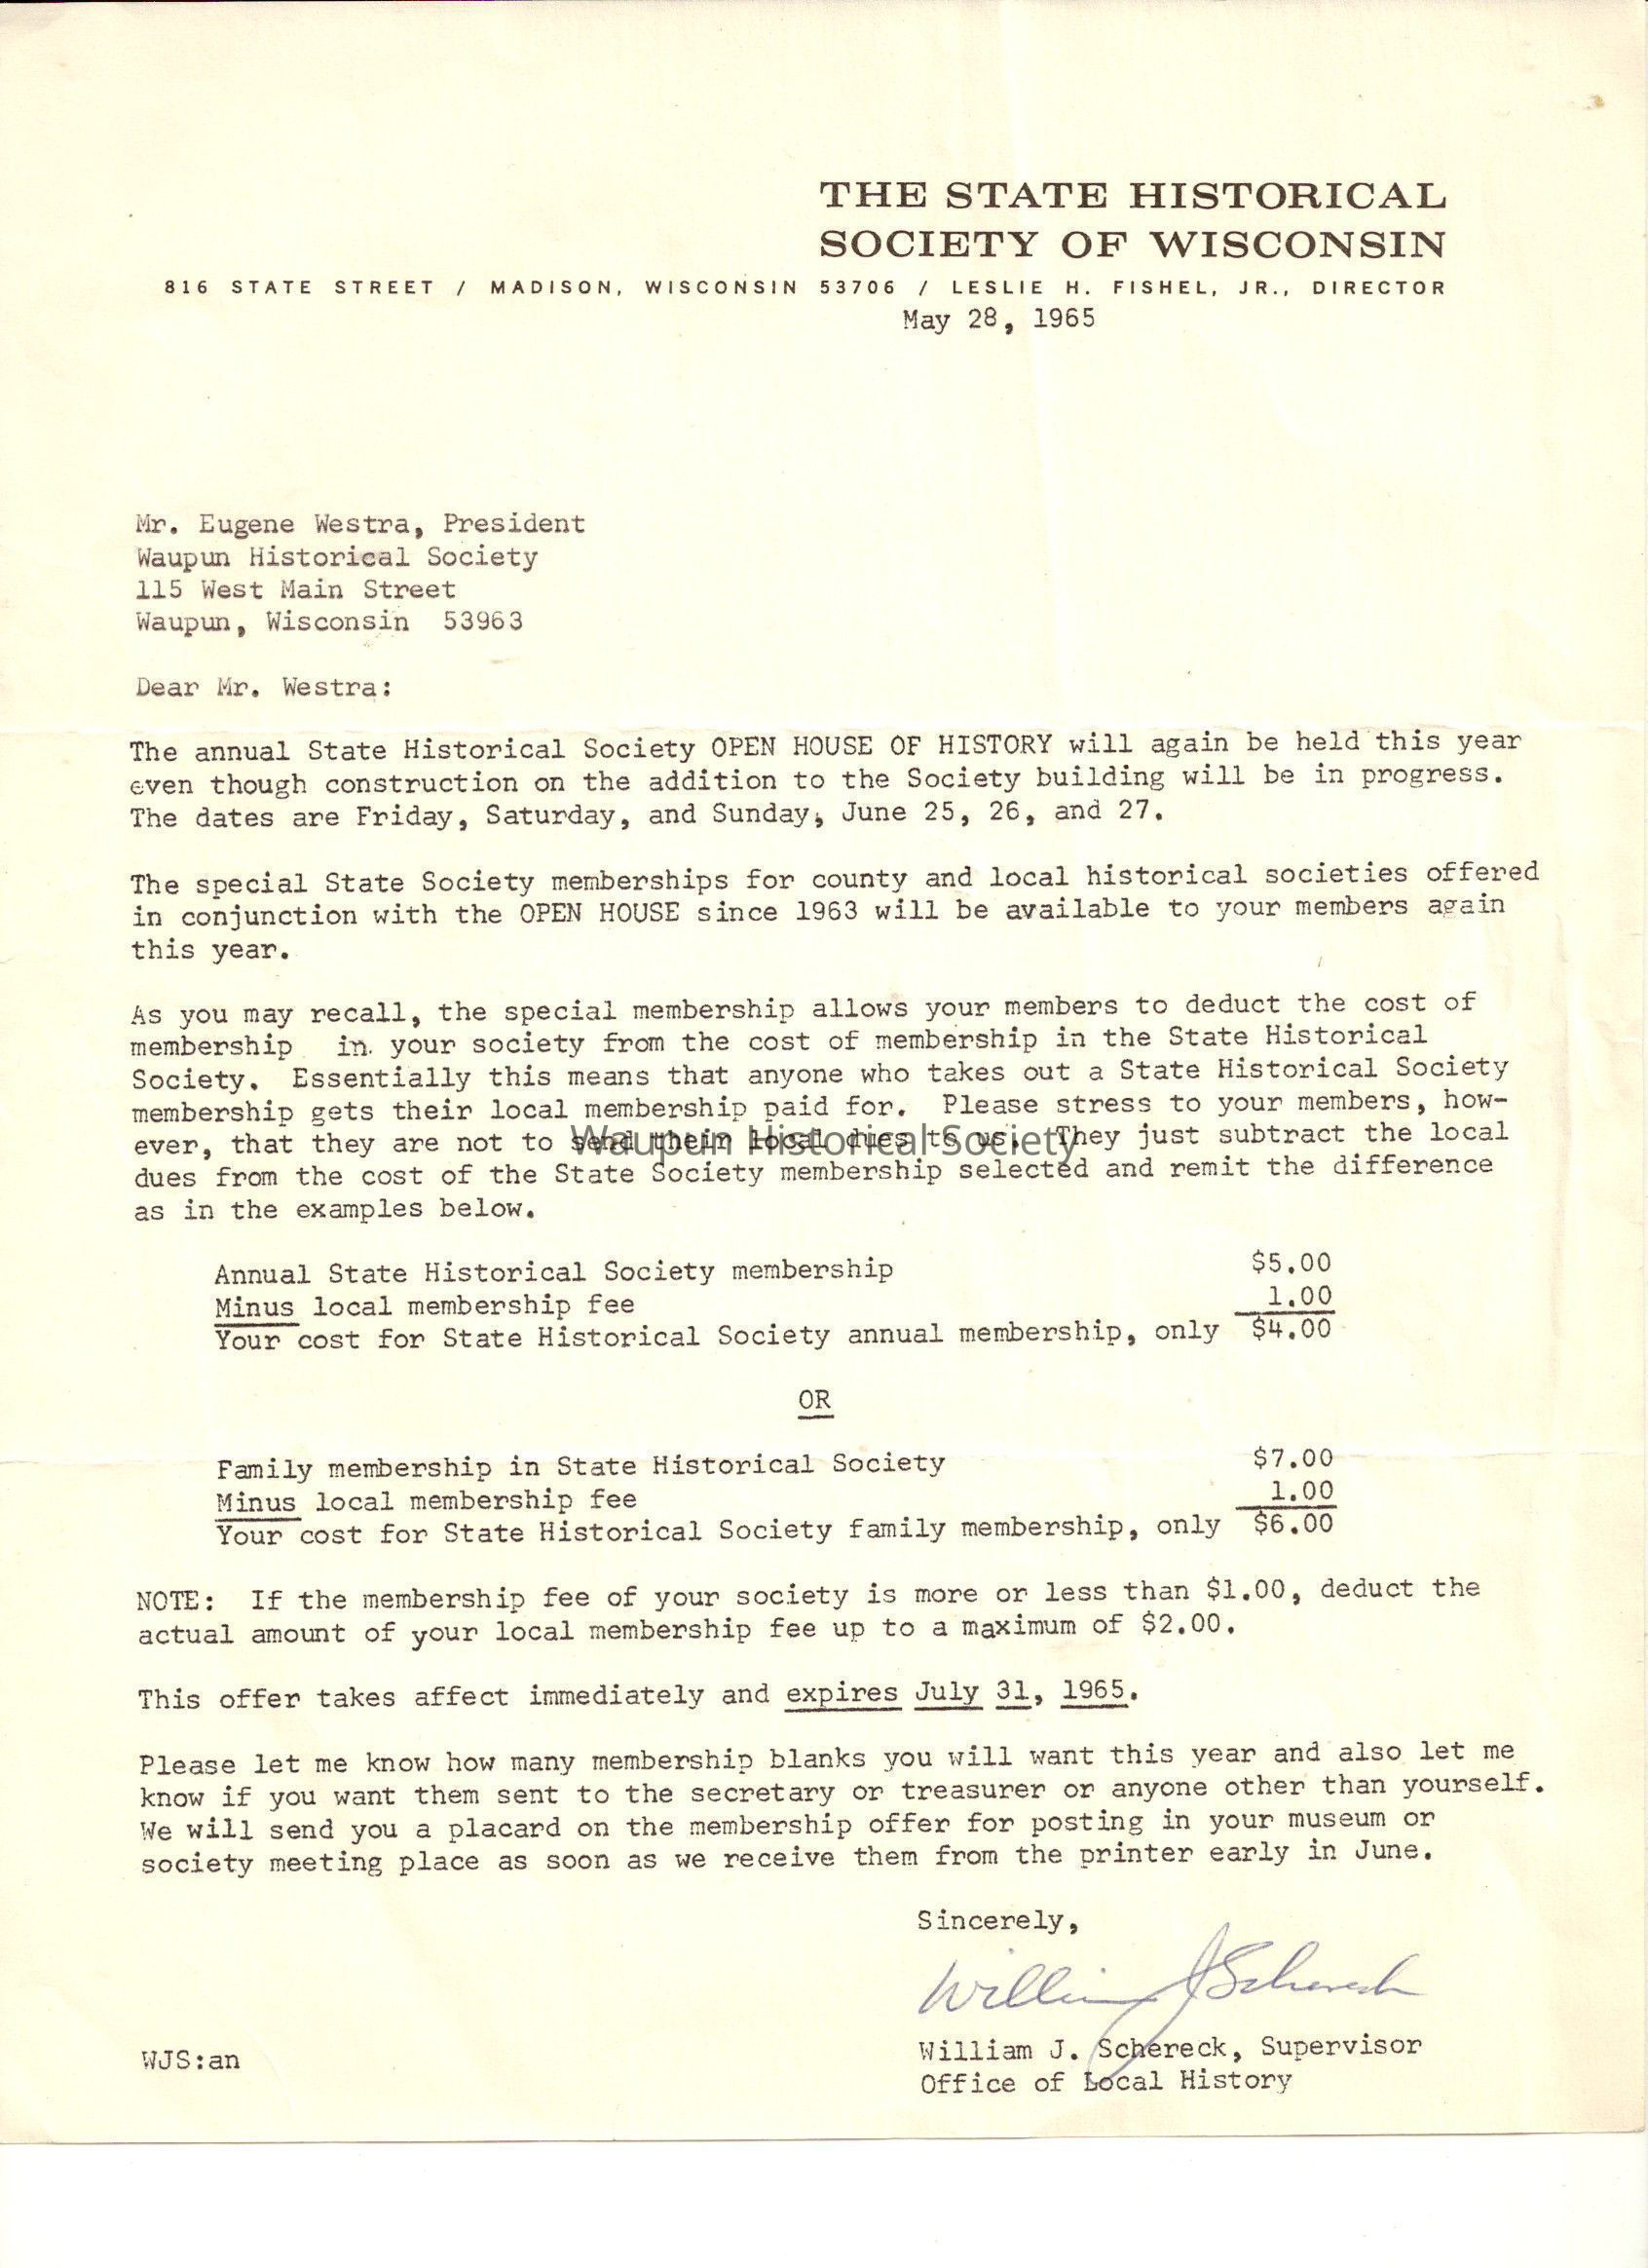 THE STATE HISTORICAL
SOCIETY OF WISCONSIN
816 STATE STREET / MADISON, WISCONSIN 53706 / LESLIE H. FISHEL, JR., DIRECTOR
May 28, 1965
Mr. Eugene Westra, President
Waupun Historical Society
115 West Main Street
Waupun, Wisconsin 53963
Dear Mr. Westra:
The annual State Historical Society OPEN HOUSE OF HISTORY will again be held this year
even though construction on the addition to the Society building will be in progress.
The dates are Friday, Saturday, and Sunday, June 25, 26, and 27.
The special State Society memberships for county and local historical societies offered
in conjunction with the OPEN HOUSE since 1963 will be available to your members again
this year.
As you may recall, the special membership allows your members to deduct the cost of
membership in. your society from the cost of membership in the State Historical
Society. Essentially this means that anyone who takes out a State Historical Society
membership gets their local membership paid for. Please stress to your members, how-
ever, that they are not to send their local dues to us. They just subtract the local
Waupun Historical Society
dues from the cost of the State Society membership selected and remit the difference
as in the examples below.
Annual State Historical Society membership $5.00
Minus local membership fee 1.00
Your cost for State Historical Society annual membership, only $4.00
OR
Family membership in State Historical Society $7.00
Minus local membership fee 1.00
Your cost for State Historical Society family membership, only $6.00
NOTE: If the membership fee of your society is more or less than $1.00, deduct the
actual amount of your local membership fee up to a maximum of $2.00.
This offer takes affect immediately and expires July 31, 1965.
Please let me know how many membership blanks you will want this year and also let me
know if you want them sent to the secretary or treasurer or anyone other than yourself.
We will send you a placard on the membership offer for posting in your museum or
society meeting place as soon as we receive them from the printer early in June.
Sincerely,
William J Schereck
William J. Schereck, Supervisor
WJS:an
Office of Local History